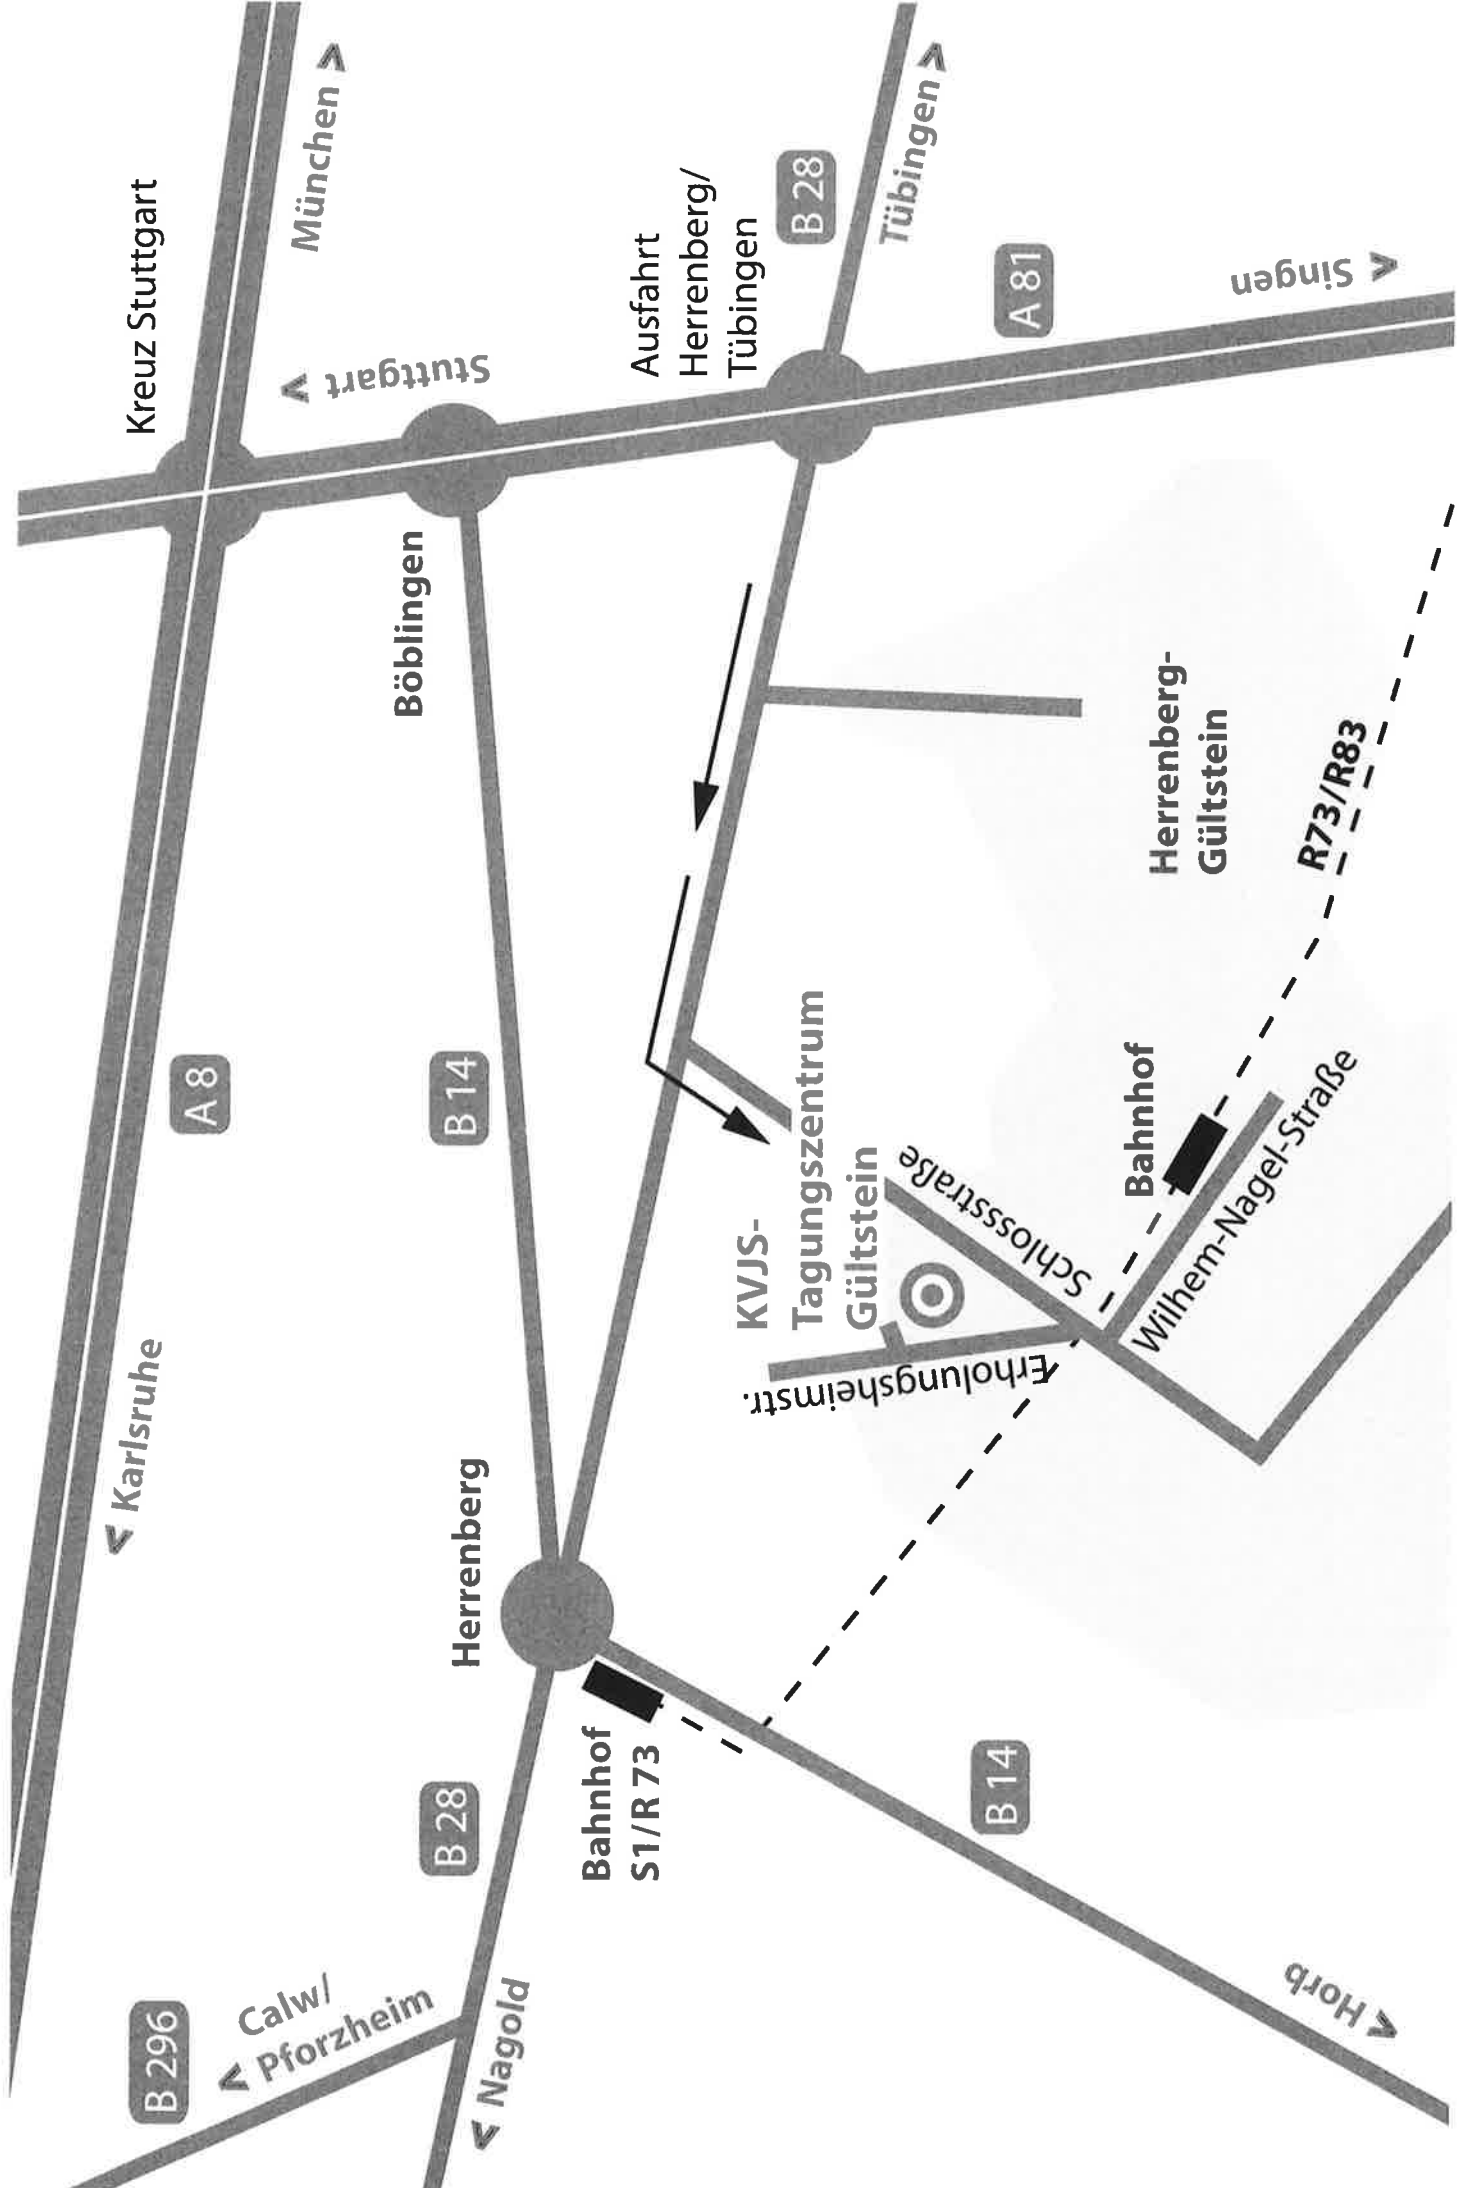 Kreuz Stuttgart
München >
A 8
< Karlsruhe
Stuttgart >
Böblingen
B 14
Ausfahrt
Herrenberg/
Tübingen
B 28
Tübingen >
A 81
Singen >
Herrenberg
Bahnhof
S1/R 73
B 28
B 296
Calw/
< Pforzheim
< Nagold
KVJS-
Tagungszentrum
Gültstein
Schlossstraße
Erholungsheimstr.
Bahnhof
Wilhem-Nagel-Straße
Herrenberg-
Gültstein
R73/R83
B 14
< Horb